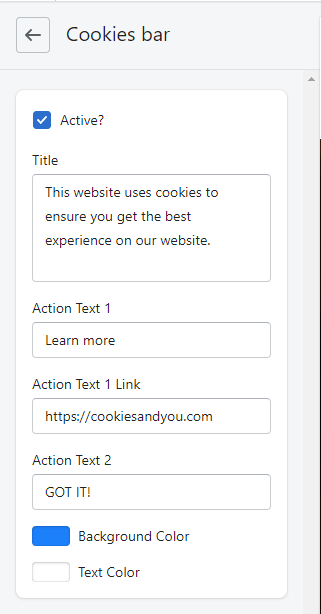 Cookies bar
Active?
Title
This website uses cookies to
ensure you get the best
experience on our website.
Action Text 1
Learn more
Action Text 1 Link
https://cookiesandyou.com
Action Text 2
GOT IT!
Background Color
Text Color